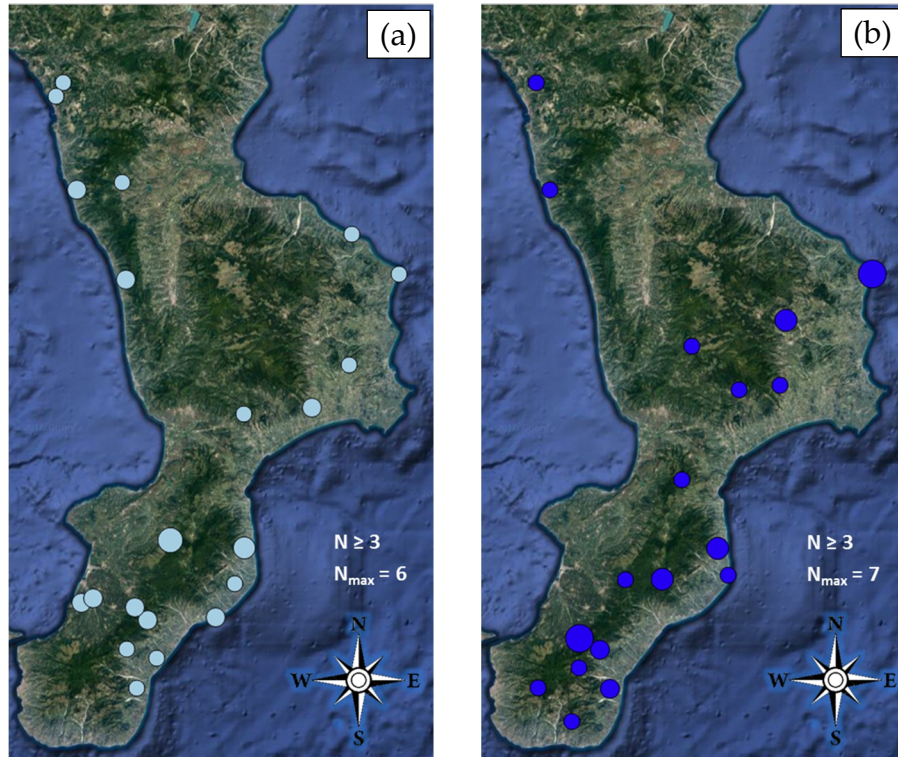 (a)
(b)
N ≥ 3
Nmax = 6
N
W E
S
N ≥ 3
Nmax = 7
N
W E
S